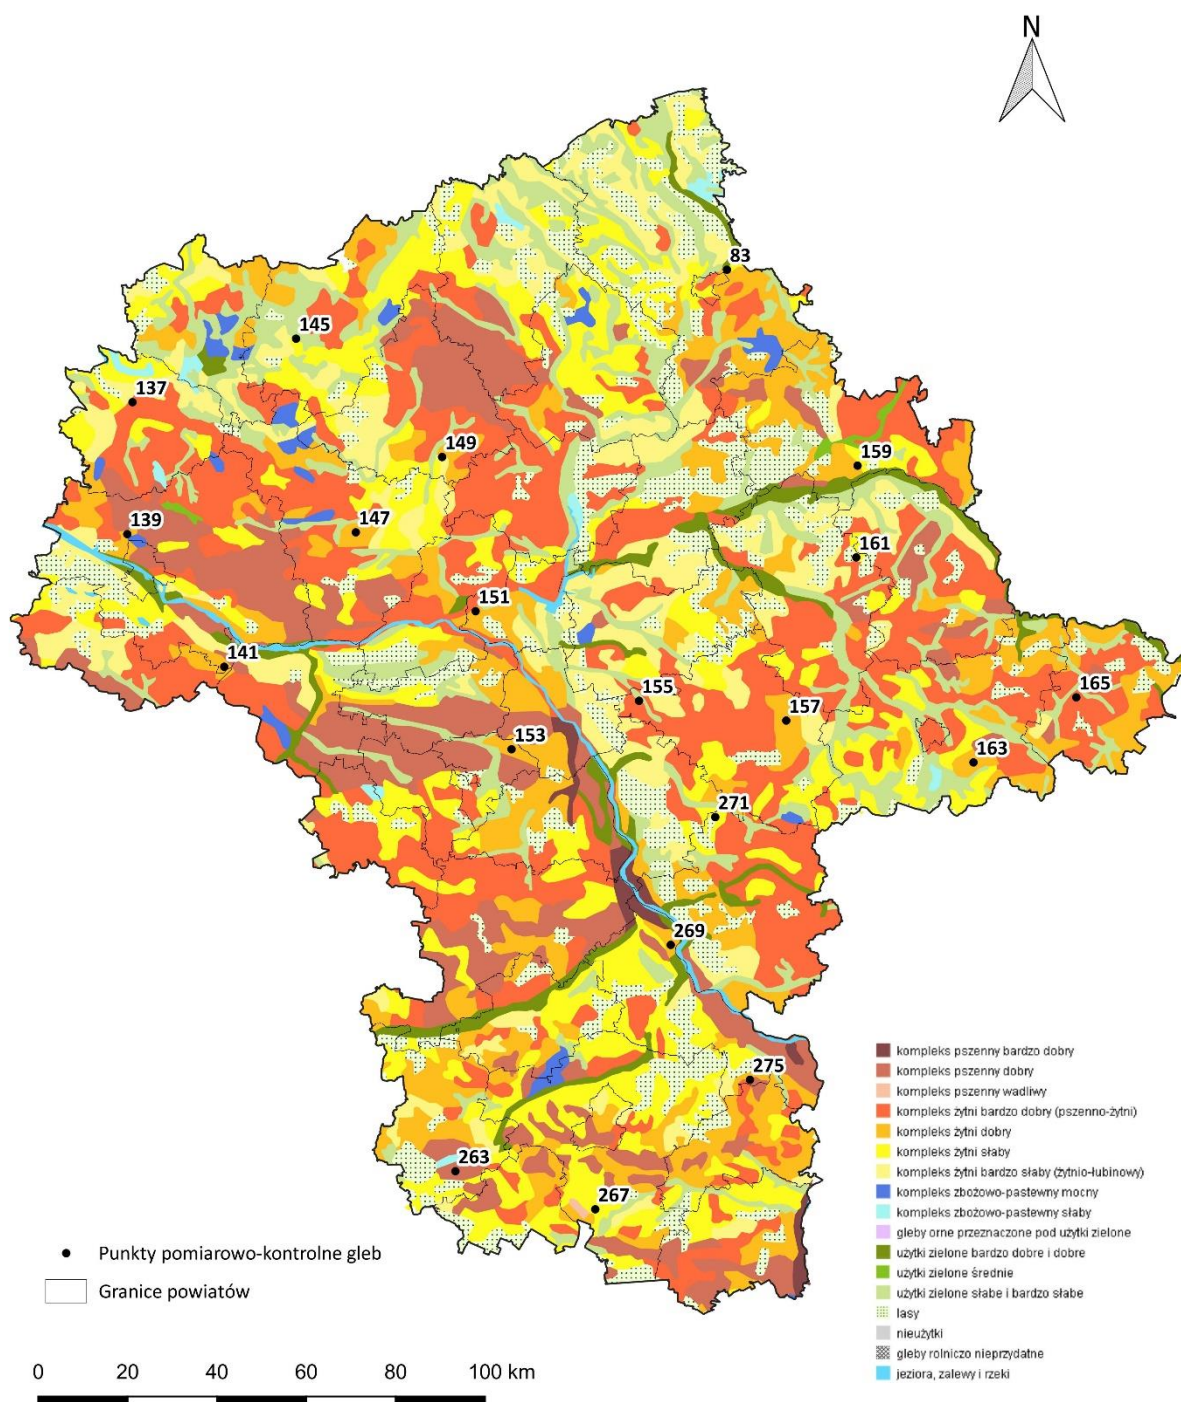 N
83
145
137
149
159
139
147
161
151
141
155
165
157
153
163
271
269
275
263
267
kompleks pszenny bardzo dobry
kompleks pszenny dobry
kompleks pszenny wadliwy
kompleks żytni bardzo dobry (pszenno-żytni)
kompleks żytni dobry
kompleks żytni słaby
kompleks żytni bardzo słaby (żytnio-łubinowy)
kompleks zbożowo-pastewny mocny
kompleks zbożowo-pastewny słaby
gleby orne przeznaczone pod użytki zielone
użytki zielone bardzo dobre i dobre
użytki zielone średnie
użytki zielone słabe i bardzo słabe
lasy
nieużytki
gleby rolniczo nieprzydatne
jeziora, zalewy i rzeki
Punkty pomiarowo-kontrolne gleb
Granice powiatów
0 20 40 60 80 100 km